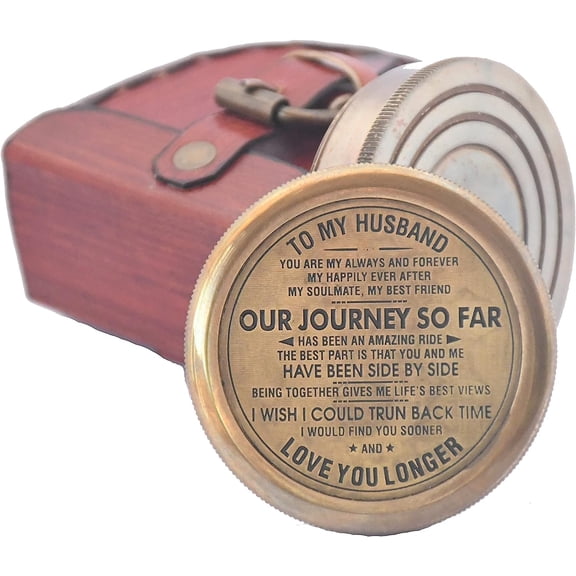 TO MY HUSBAND
YOU ARE MY ALWAYS AND FOREVER
MY HAPPILY EVER AFTER
MY SOULMATE, MY BEST FRIEND
OUR JOURNEY SO FAR
HAS BEEN AN AMAZING RIDE
THE BEST PART IS THAT YOU AND ME
HAVE BEEN SIDE BY SIDE
BEING TOGETHER GIVES ME LIFE'S BEST VIEWS
I WISH I COULD TRUN BACK TIME
I WOULD FIND YOU SOONER
AND
LOVE YOU LONGER